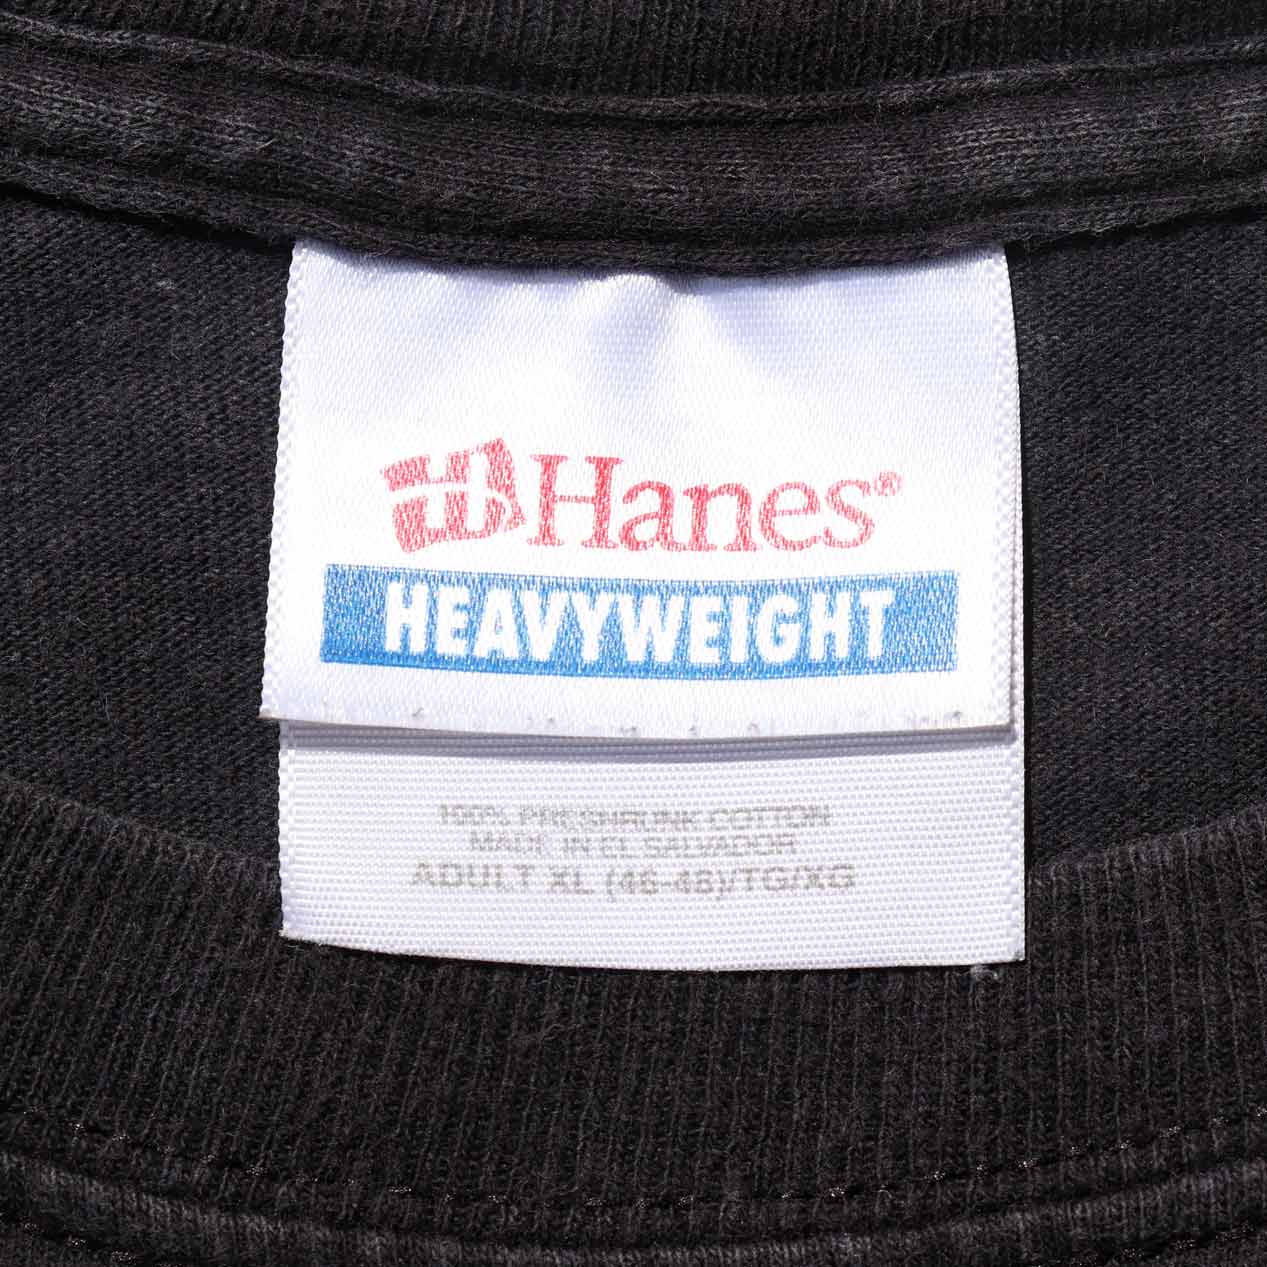 Hanes®
HEAVYWEIGHT
100% PRESHRUNK COTTON
MADE IN EL SALVADOR
ADULT XL (46-48)/TG/XG